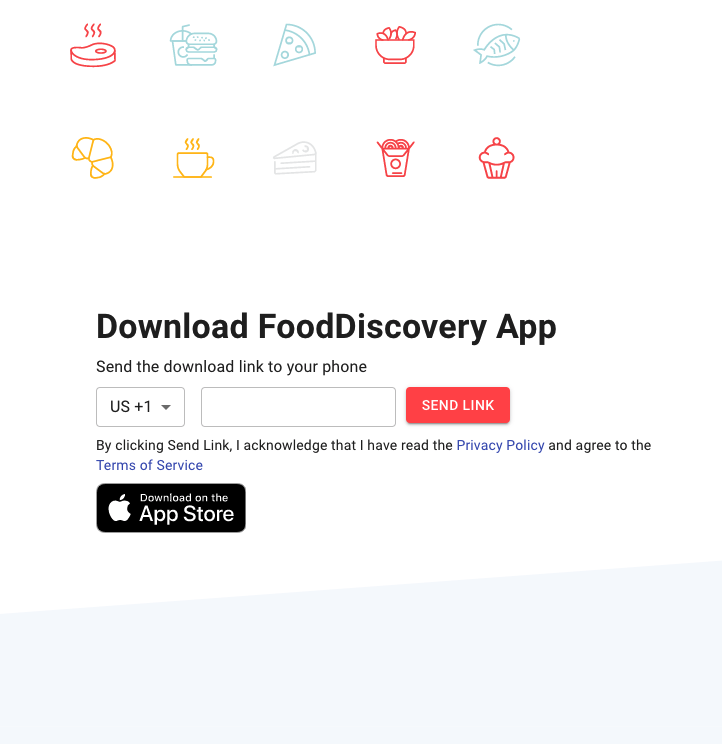 Download FoodDiscovery App
Send the download link to your phone
US +1
SEND LINK
By clicking Send Link, I acknowledge that I have read the Privacy Policy and agree to the
Terms of Service
Download on the
App Store